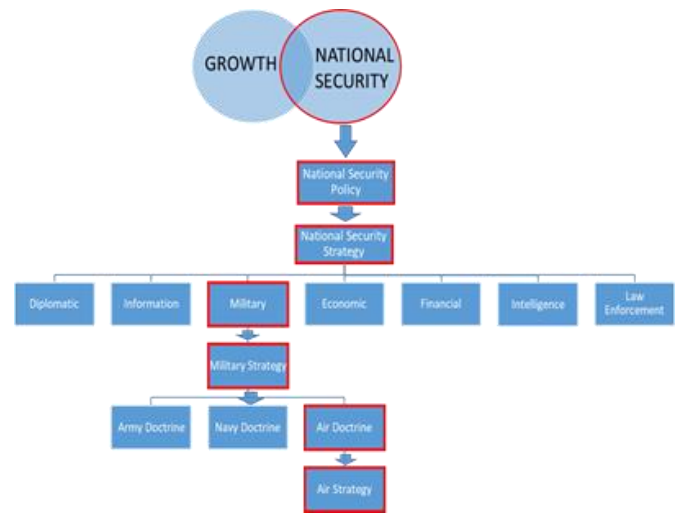 GROWTH
NATIONAL
SECURITY
National Security
Policy
National Security
Strategy
Diplomatic
Information
Military
Economic
Financial
Intelligence
Law
Enforcement
Military Strategy
Army Doctrine
Navy Doctrine
Air Doctrine
Air Strategy